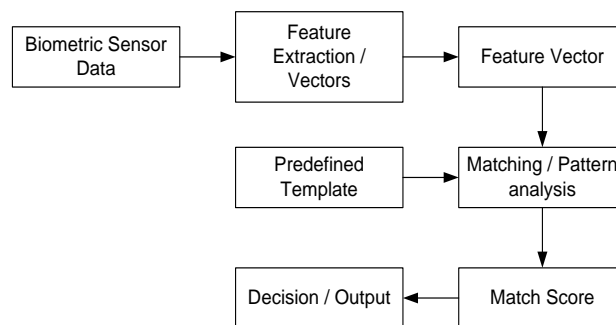 Biometric Sensor
Data
Feature
Extraction /
Vectors
Feature Vector
Predefined
Template
Matching / Pattern
analysis
Decision / Output
Match Score